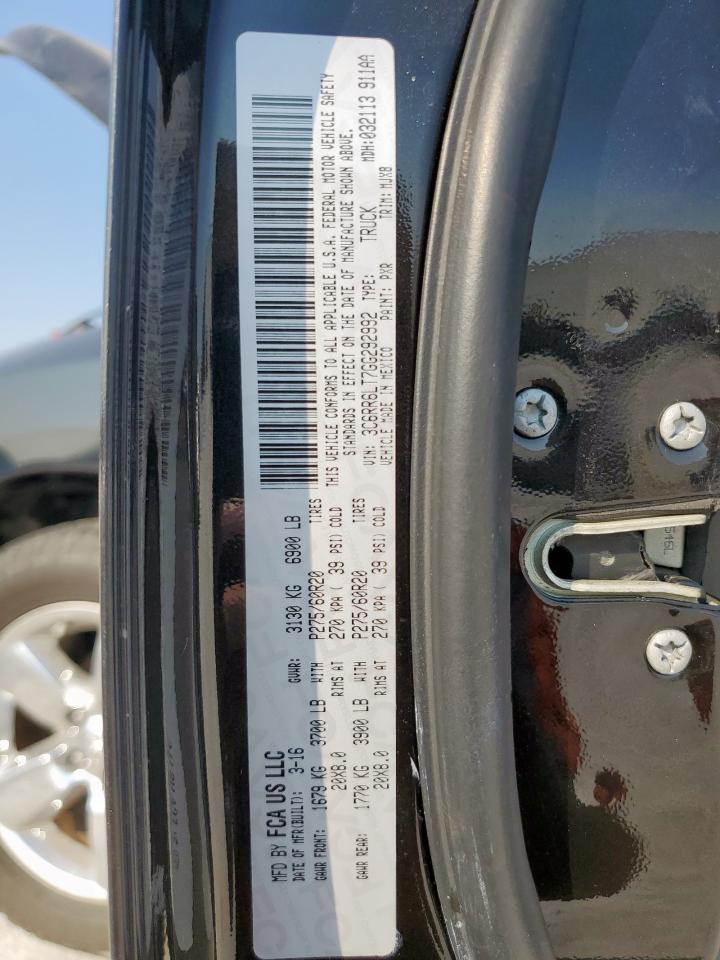 MFD BY FCA US LLC
DATE OF MFR(BUILT): 3-16 GVWR: 3130 KG 6900 LB
GAWR FRONT: 1679 KG 3700 LB WITH P275/60R20 TIRES
20X8.0 RIMS AT 270 KPA ( 39 PSI) COLD
GAWR REAR: 1770 KG 3900 LB WITH P275/60R20 TIRES
20X8.0 RIMS AT 270 KPA ( 39 PSI) COLD
THIS VEHICLE CONFORMS TO ALL APPLICABLE U.S.A. FEDERAL MOTOR VEHICLE SAFETY
STANDARDS IN EFFECT ON THE DATE OF MANUFACTURE SHOWN ABOVE.
VIN: 3C6RR6LT7GG292992 TYPE: TRUCK MDH:032113 911AA
VEHICLE MADE IN MEXICO PAINT: PXR TRIM: MJXB